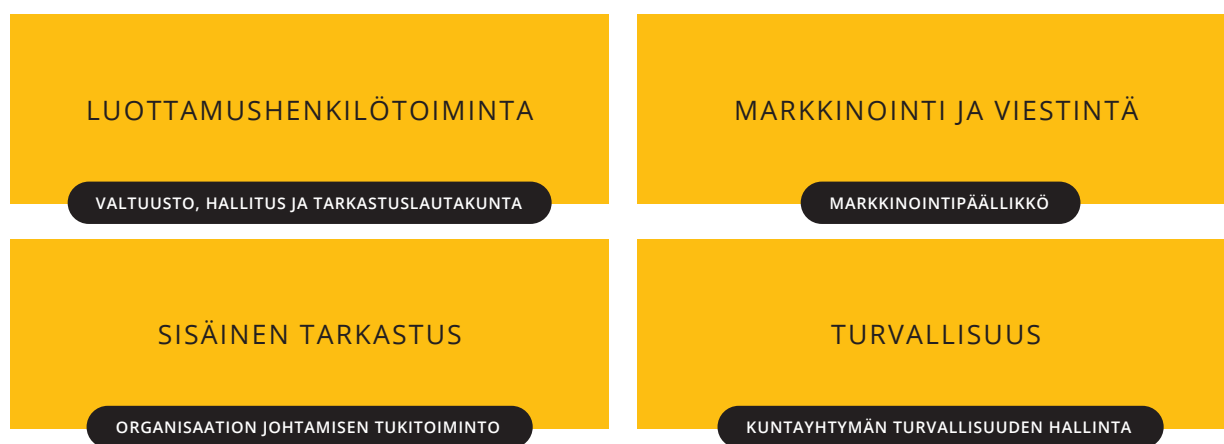 LUOTTAMUSHENKILÖTOIMINTA
VALTUUSTO, HALLITUS JA TARKASTUSLAUTAKUNTA
MARKKINOINTI JA VIESTINTÄ
MARKKINOINTIPÄÄLLIKKÖ
SISÄINEN TARKASTUS
ORGANISAATION JOHTAMISEN TUKITOIMINTO
TURVALLISUUS
KUNTAYHTYMÄN TURVALLISUUDEN HALLINTA